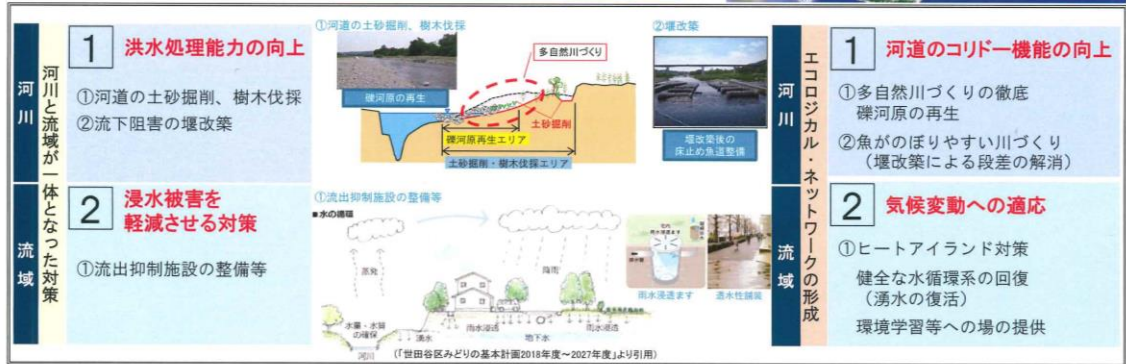 河川と流域が一体となった対策
河川
1 洪水処理能力の向上
①河道の土砂掘削、樹木伐採
②流下阻害の堰改築
流域
2 浸水被害を
軽減させる対策
①流出抑制施設の整備等
①河道の土砂掘削、樹木伐採
礫河原の再生
多自然川づくり
土砂掘削
礫河原再生エリア
土砂掘削・樹木伐採エリア
②堰改築
堰改築後の
床止め魚道整備
①流出抑制施設の整備等
■水の循環
蒸発
降雨
水量・水質
の確保
河川
湧水
雨水浸透
地下水
雨水浸透
雨水浸透ます
透水性舗装
(「世田谷区みどりの基本計画2018年度～2027年度」より引用)
河川
エコロジカル・ネットワークの形成
1 河道のコリドー機能の向上
①多自然川づくりの徹底
礫河原の再生
②魚がのぼりやすい川づくり
(堰改築による段差の解消)
流域
2 気候変動への適応
①ヒートアイランド対策
健全な水循環系の回復
(湧水の復活)
環境学習等への場の提供